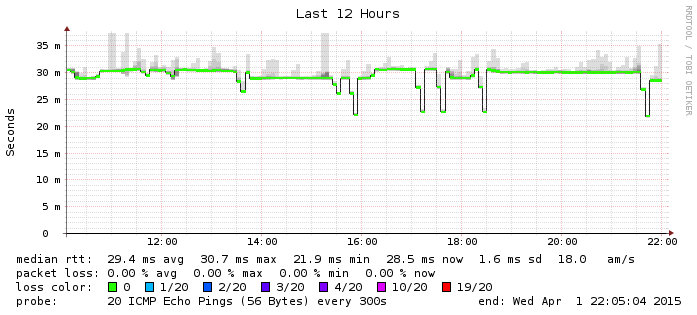 Last 12 Hours
RRDTOOL / TOBI OETIKER
Seconds
35 m
30 m
25 m
20 m
15 m
10 m
5 m
0
12:00 14:00 16:00 18:00 20:00 22:00
median rtt: 29.4 ms avg 30.7 ms max 21.9 ms min 28.5 ms now 1.6 ms sd 18.0 am/s
packet loss: 0.00 % avg 0.00 % max 0.00 % min 0.00 % now
loss color: 0 1/20 2/20 3/20 4/20 10/20 19/20
probe: 20 ICMP Echo Pings (56 Bytes) every 300s end: Wed Apr 1 22:05:04 2015